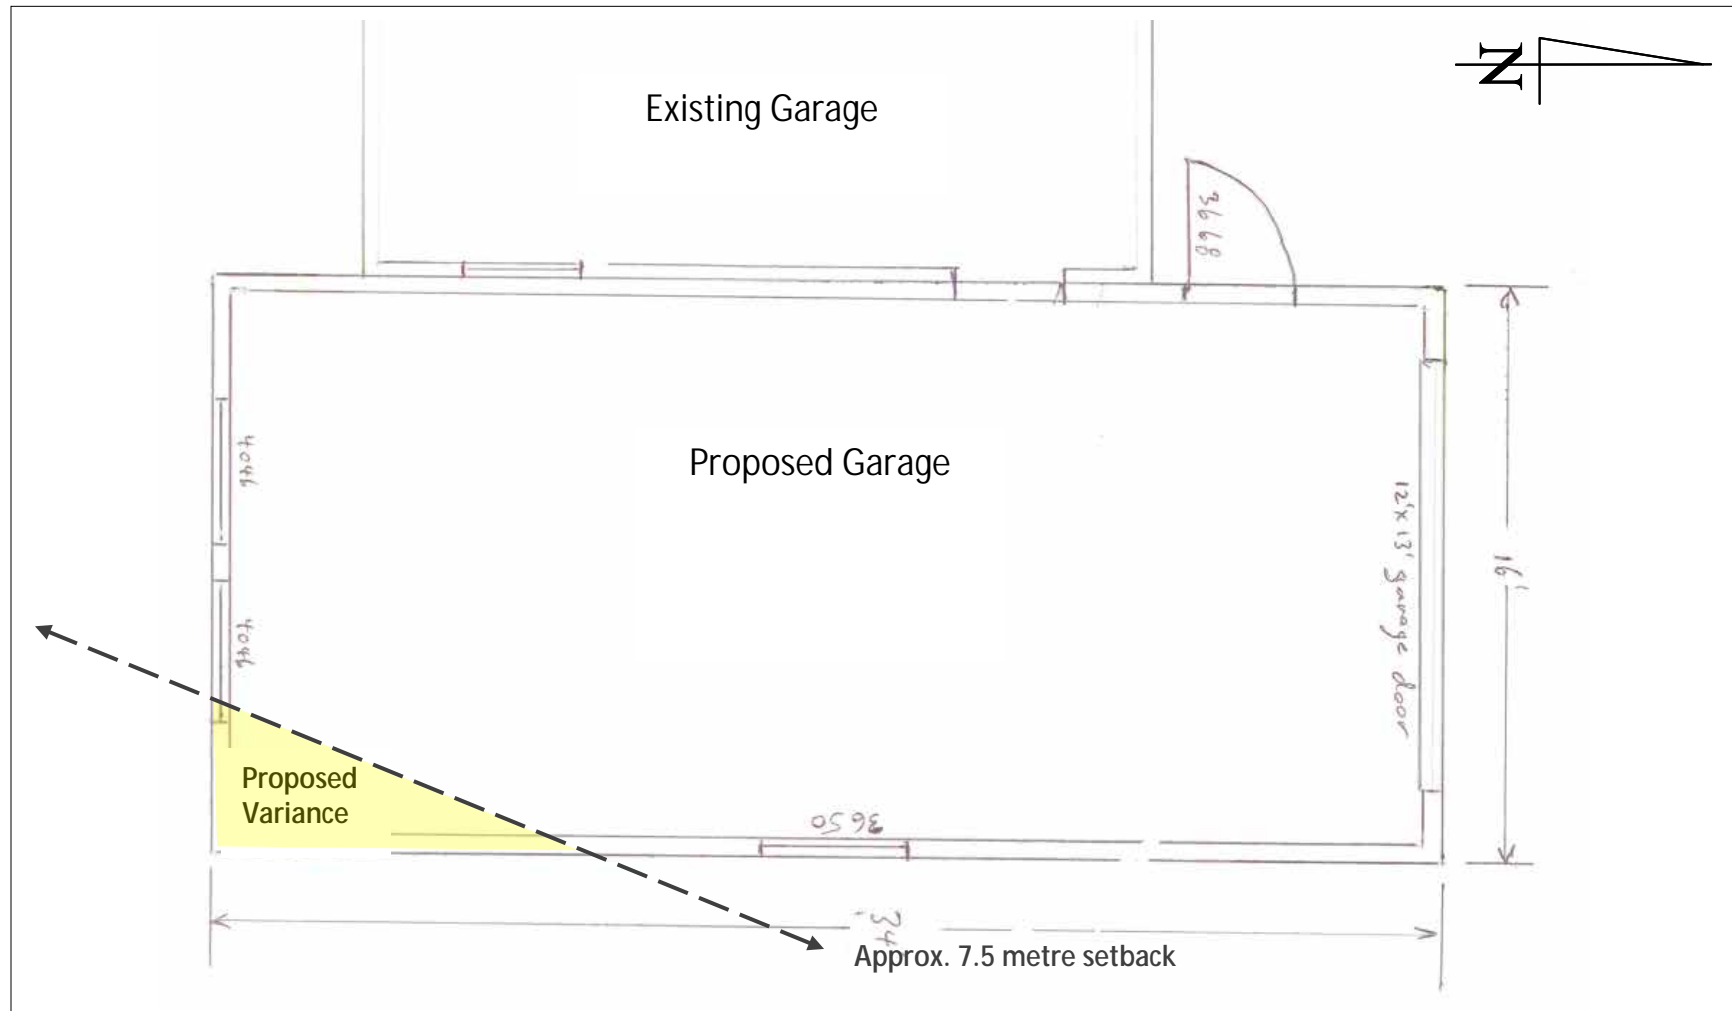 N
Existing Garage
3668
Proposed Garage
4046
4046
12'x13' garage door
16'
Proposed
Variance
3650
34'
Approx. 7.5 metre setback